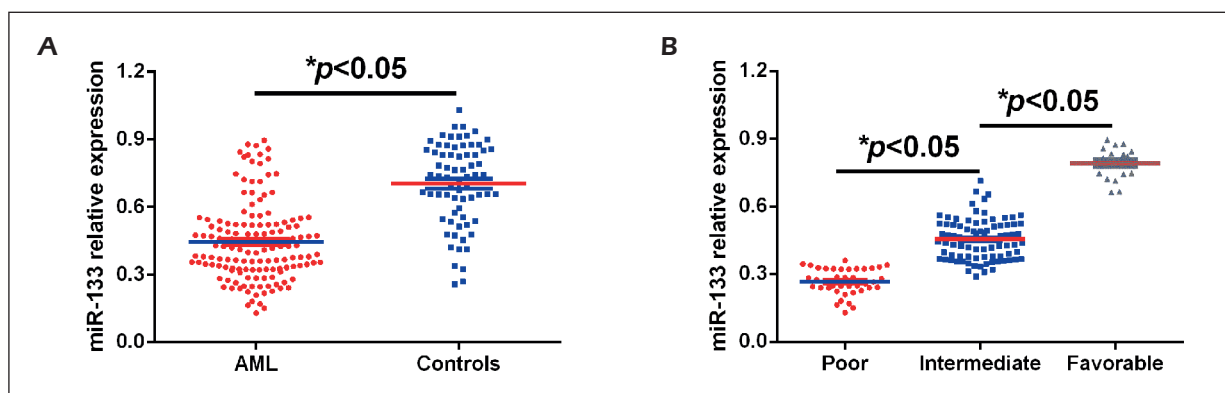 A
miR-133 relative expression
1.2
0.9
0.6
0.3
0.0
*p<0.05
AML
Controls
B
miR-133 relative expression
1.2
0.9
0.6
0.3
0.0
*p<0.05
*p<0.05
Poor
Intermediate
Favorable